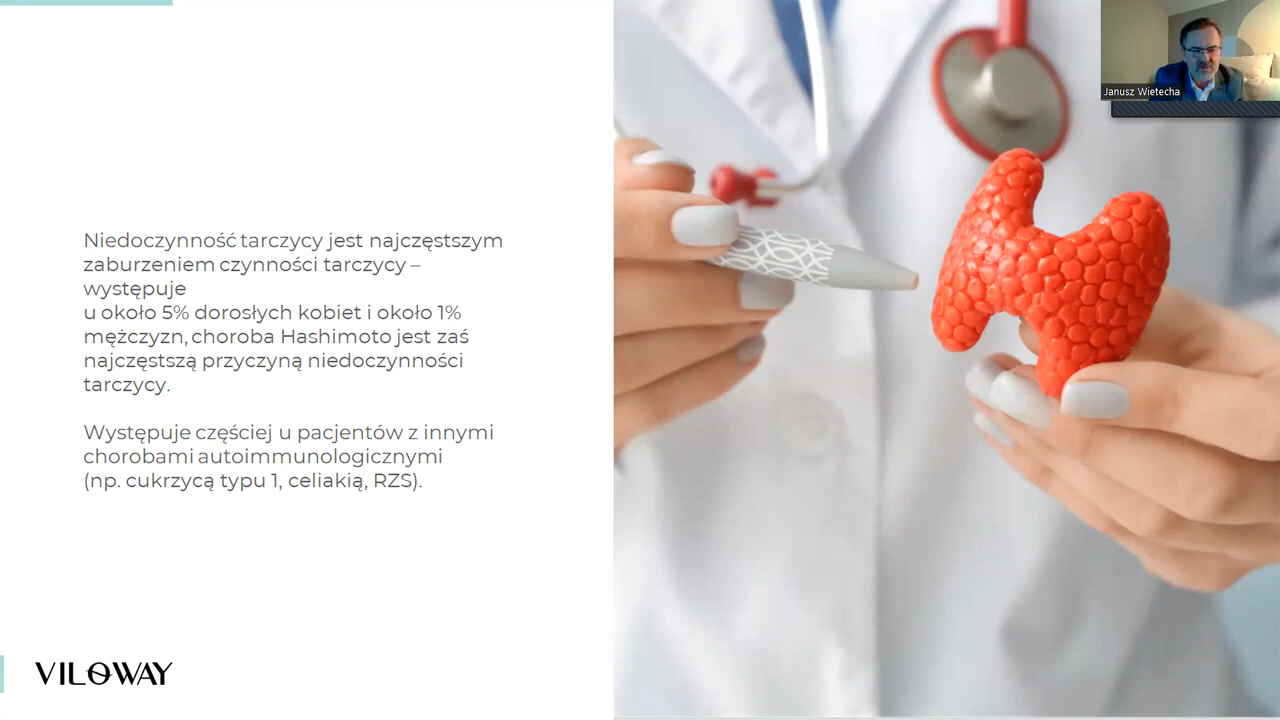 Niedoczynność tarczycy jest najczęstszym
zaburzeniem czynności tarczycy –
występuje
u około 5% dorosłych kobiet i około 1%
mężczyzn, choroba Hashimoto jest zaś
najczęstszą przyczyną niedoczynności
tarczycy.
Występuje częściej u pacjentów z innymi
chorobami autoimmunologicznymi
(np. cukrzycą typu 1, celiakią, RZS).
VILOWAY
Janusz Wietecha